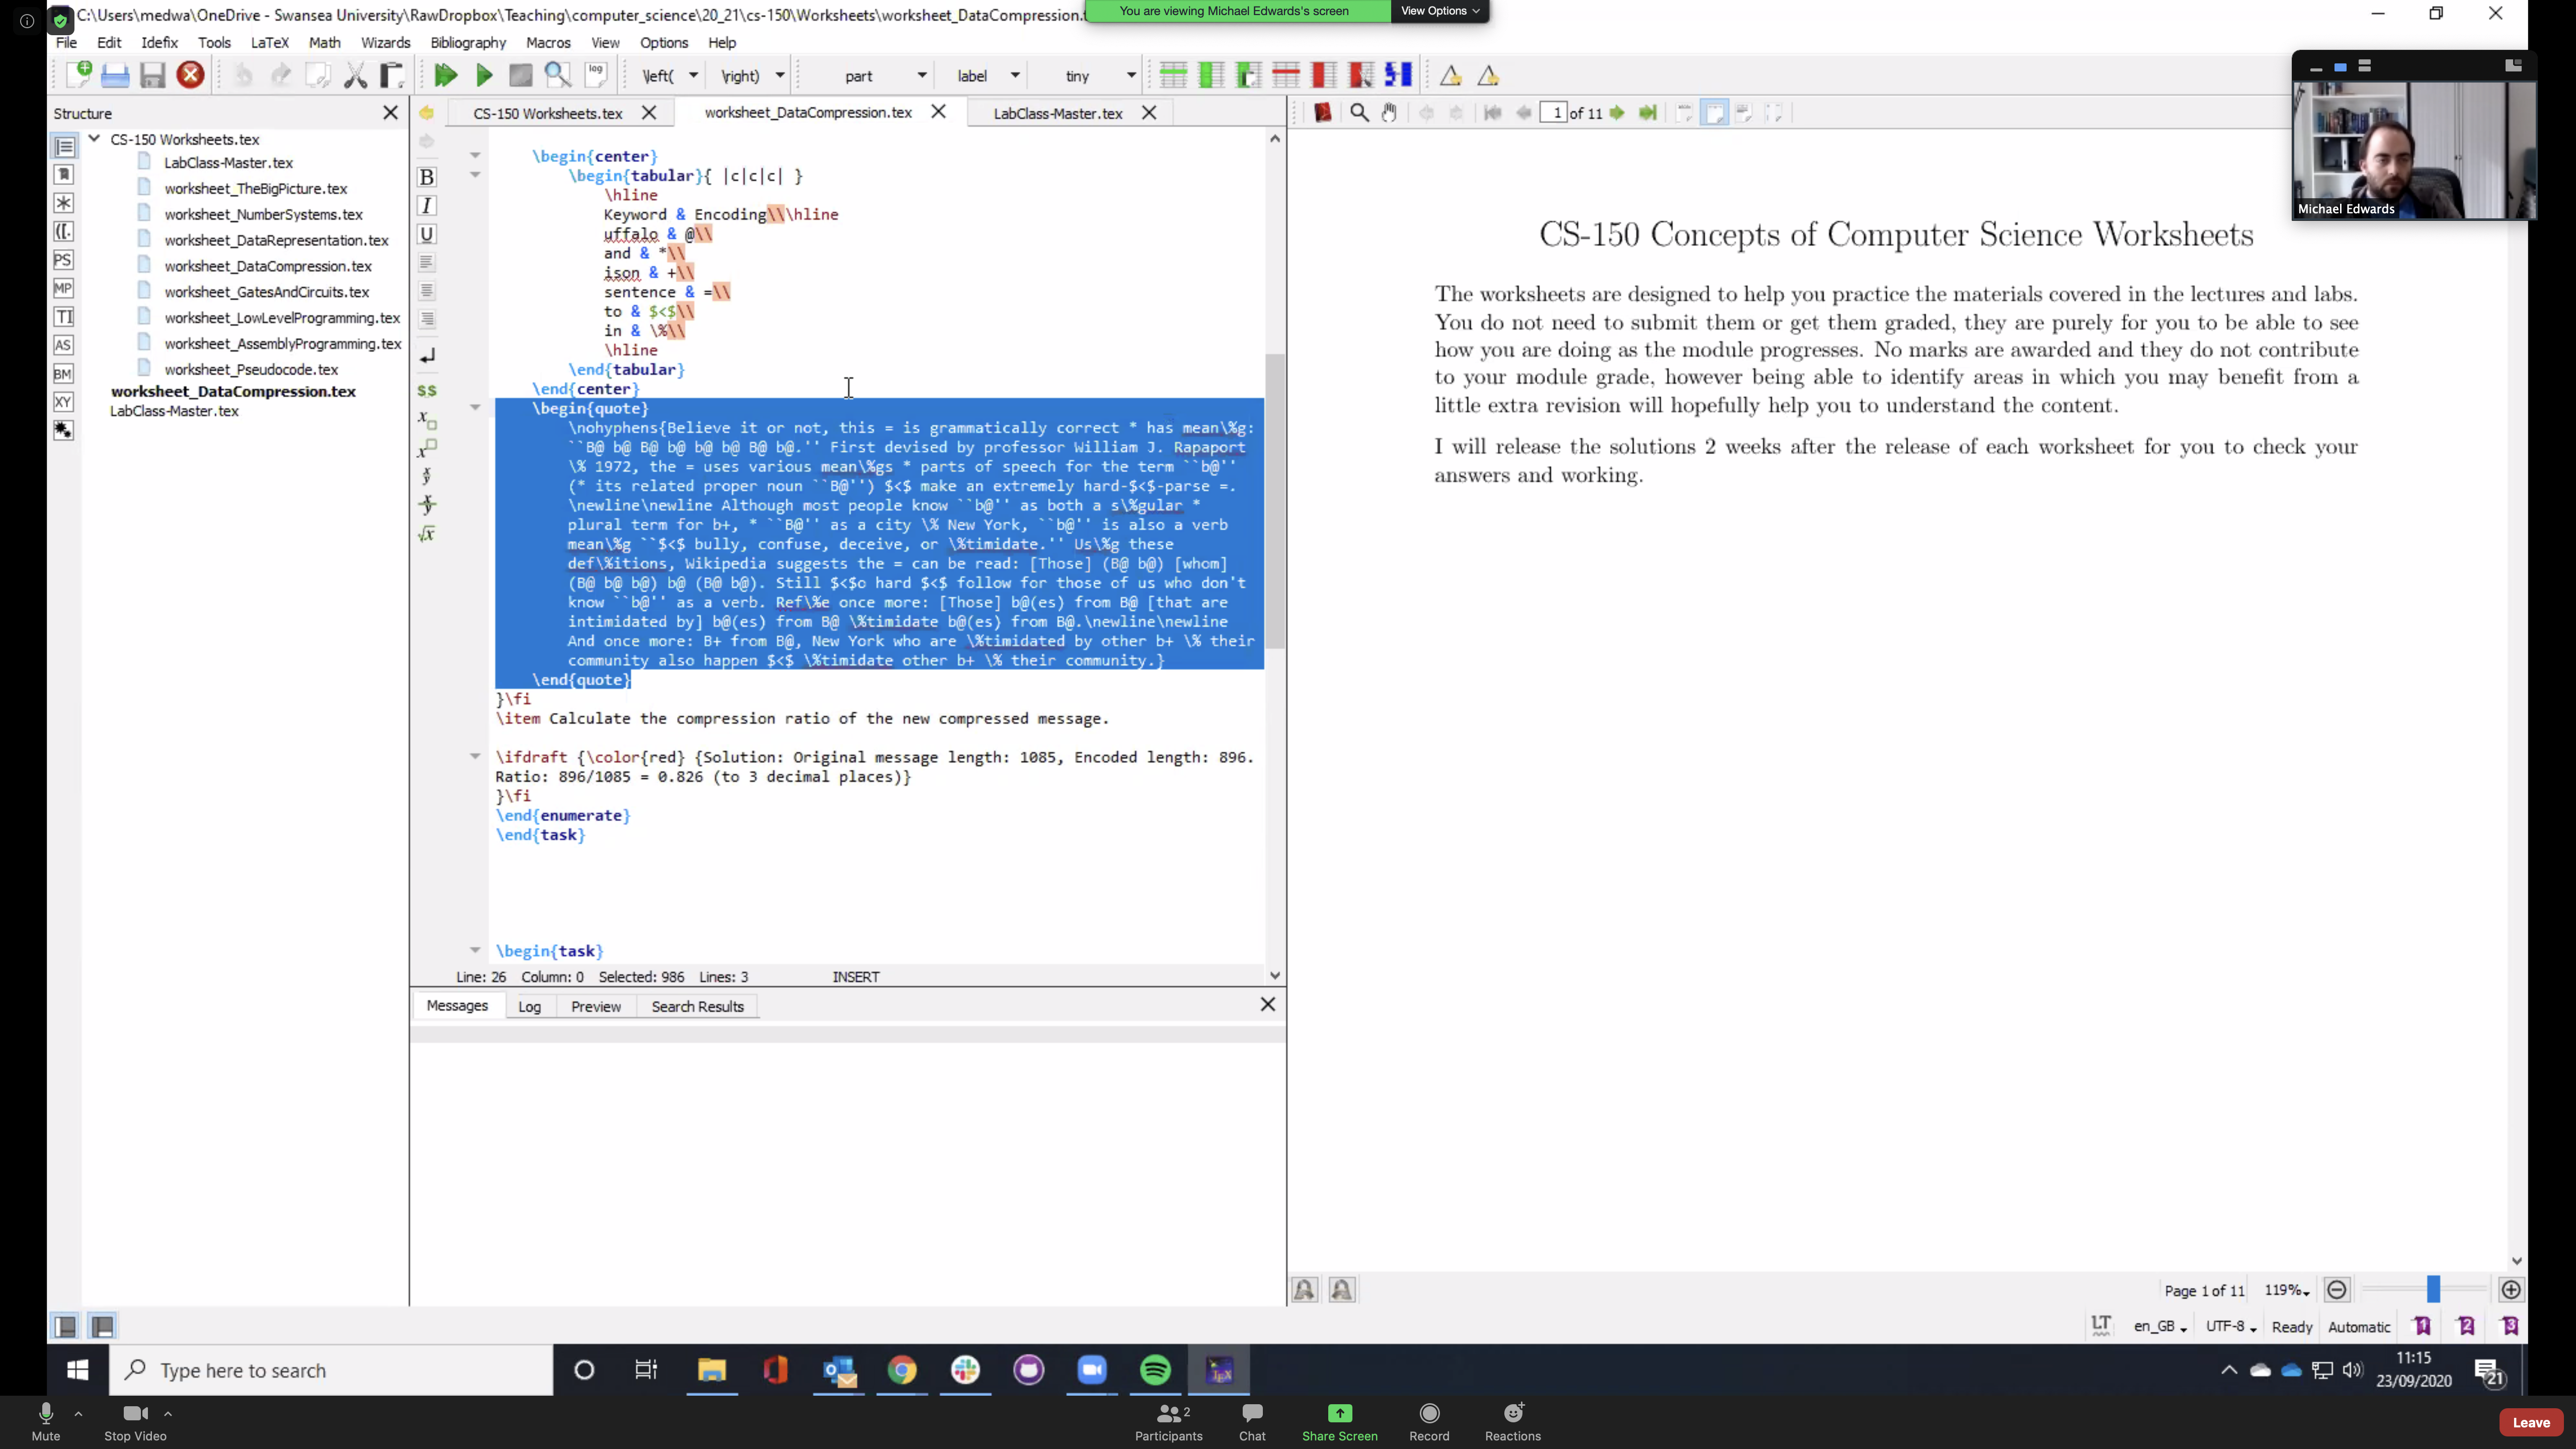 C:\Users\medwa\OneDrive - Swansea University\RawDropbox\Teaching\computer_science\20_21\cs-150\Worksheets\worksheet_DataCompression.t
You are viewing Michael Edwards's screen
View Options
File Edit Idefix Tools LaTeX Math Wizards Bibliography Macros View Options Help
log
\left( \right) part label tiny
Structure
CS-150 Worksheets.tex
LabClass-Master.tex
worksheet_TheBigPicture.tex
worksheet_NumberSystems.tex
worksheet_DataRepresentation.tex
worksheet_DataCompression.tex
worksheet_GatesAndCircuits.tex
worksheet_LowLevelProgramming.tex
worksheet_AssemblyProgramming.tex
worksheet_Pseudocode.tex
worksheet_DataCompression.tex
LabClass-Master.tex
PS
MP
TI
AS
BM
XY
B
I
U
$$
CS-150 Worksheets.tex worksheet_DataCompression.tex LabClass-Master.tex
\begin{center}
\begin{tabular}{ |c|c|c| }
\hline
Keyword & Encoding\\\hline
uffalo & @\\
and & *\\
ison & +\\
sentence & =\\
to & $<$\\
in & \%\\
\hline
\end{tabular}
\end{center}
\begin{quote}
\nohyphens{Believe it or not, this = is grammatically correct * has mean\%g:
``B@ b@ B@ b@ b@ b@ B@ b@.'' First devised by professor William J. Rapaport
\% 1972, the = uses various mean\%gs * parts of speech for the term ``b@''
(* its related proper noun ``B@'') $<$ make an extremely hard-$<$-parse =.
\newline\newline Although most people know ``b@'' as both a s\%gular *
plural term for b+, * ``B@'' as a city \% New York, ``b@'' is also a verb
mean\%g ``$<$ bully, confuse, deceive, or \%timidate.'' Us\%g these
def\%itions, Wikipedia suggests the = can be read: [Those] (B@ b@) [whom]
(B@ b@ b@) b@ (B@ b@). Still $<$o hard $<$ follow for those of us who don't
know ``b@'' as a verb. Ref\%e once more: [Those] b@(es) from B@ [that are
intimidated by] b@(es) from B@ \%timidate b@(es) from B@.\newline\newline
And once more: B+ from B@, New York who are \%timidated by other b+ \% their
community also happen $<$ \%timidate other b+ \% their community.}
\end{quote}
}\fi
\item Calculate the compression ratio of the new compressed message.
\ifdraft {\color{red} {Solution: Original message length: 1085, Encoded length: 896.
Ratio: 896/1085 = 0.826 (to 3 decimal places)}
}\fi
\end{enumerate}
\end{task}
\begin{task}
Line: 26 Column: 0 Selected: 986 Lines: 3 INSERT
Messages Log Preview Search Results
1 of 11
CS-150 Concepts of Computer Science Worksheets
The worksheets are designed to help you practice the materials covered in the lectures and labs.
You do not need to submit them or get them graded, they are purely for you to be able to see
how you are doing as the module progresses. No marks are awarded and they do not contribute
to your module grade, however being able to identify areas in which you may benefit from a
little extra revision will hopefully help you to understand the content.
I will release the solutions 2 weeks after the release of each worksheet for you to check your
answers and working.
Michael Edwards
Page 1 of 11 119%
LT en_GB UTF-8 Ready Automatic 1 2 3
Type here to search
TEX
11:15
23/09/2020
21
Mute Stop Video Participants 2 Chat Share Screen Record Reactions Leave